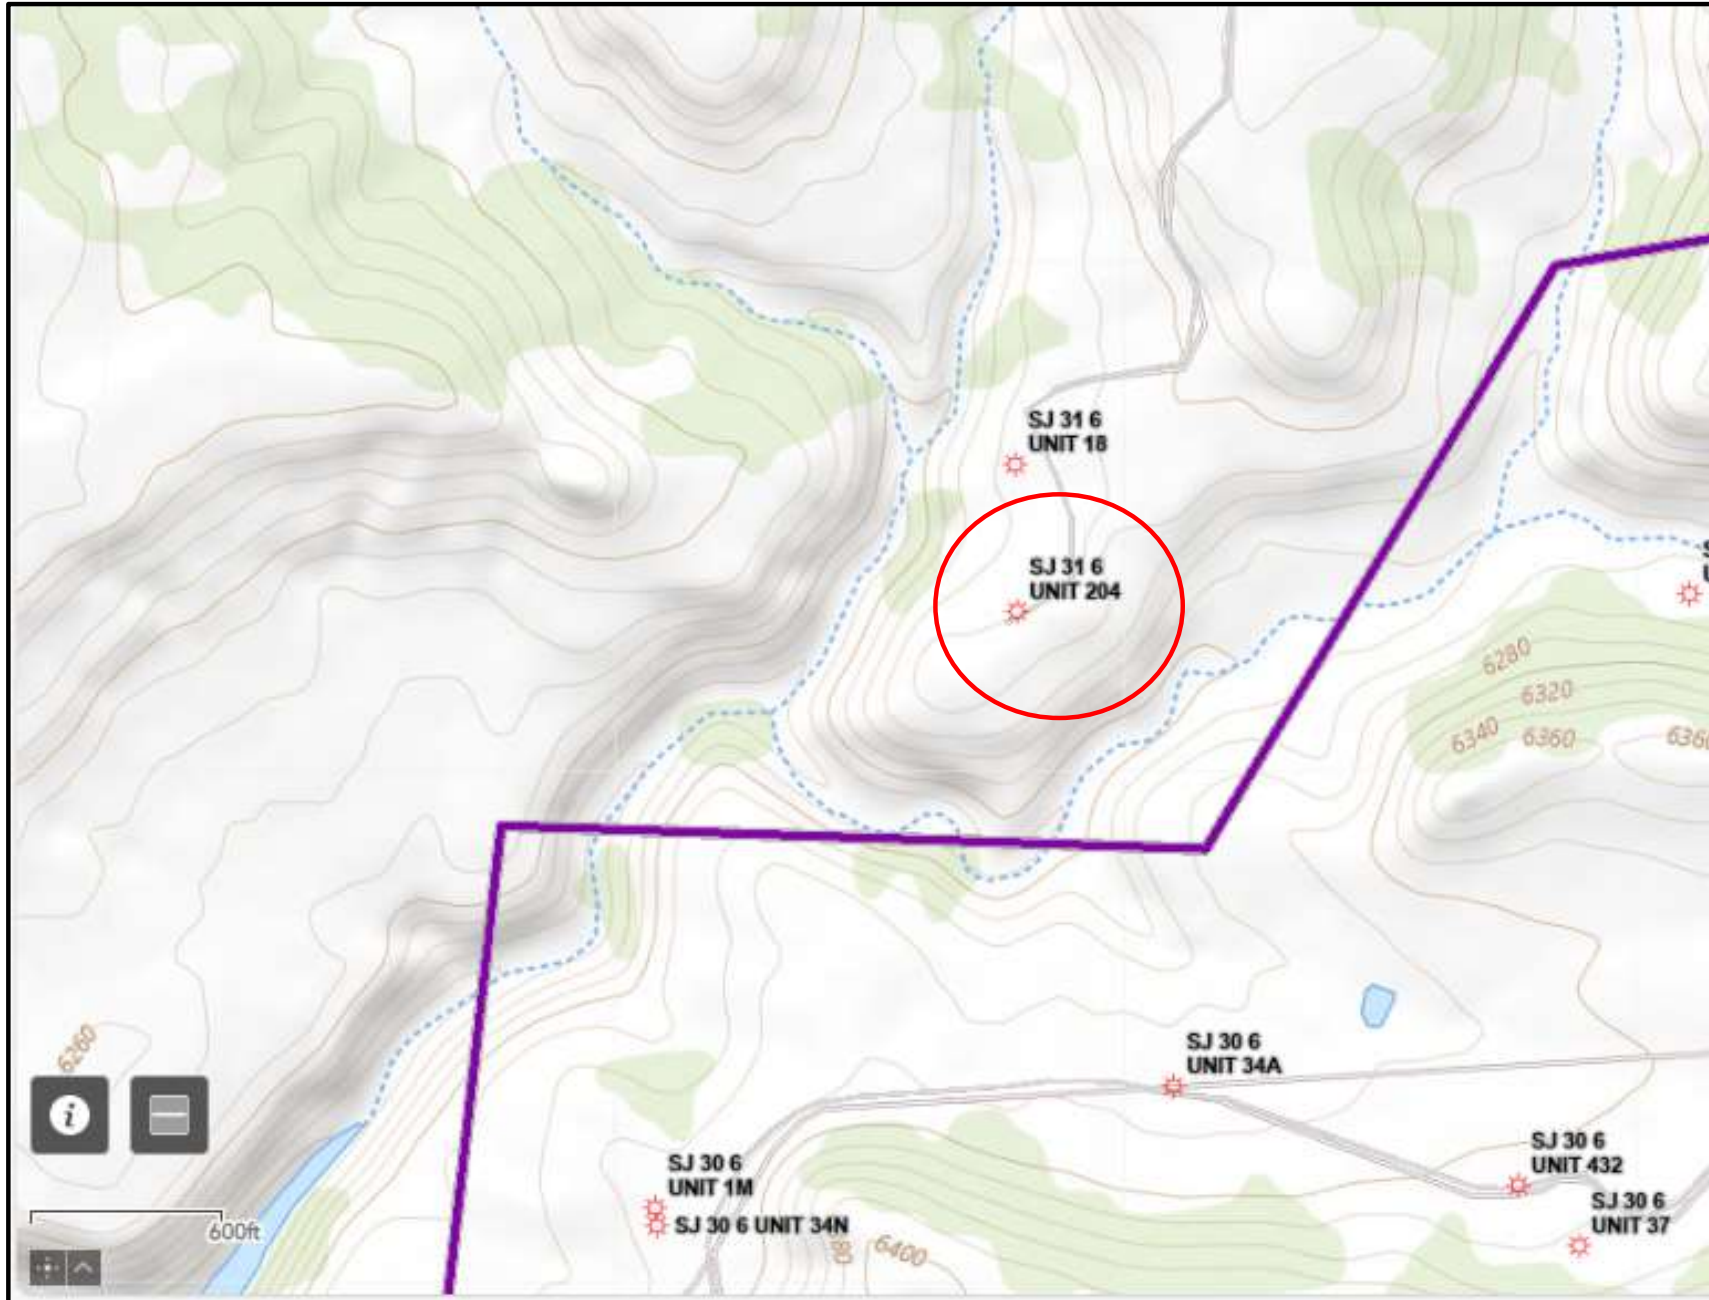 SJ 31 6
UNIT 18
SJ 31 6
UNIT 204
6280
6320
6340
6360
SJ 30 6
UNIT 34A
6260
SJ 30 6
UNIT 432
SJ 30 6
UNIT 1M
SJ 30 6
UNIT 37
SJ 30 6 UNIT 34N
600ft
6400